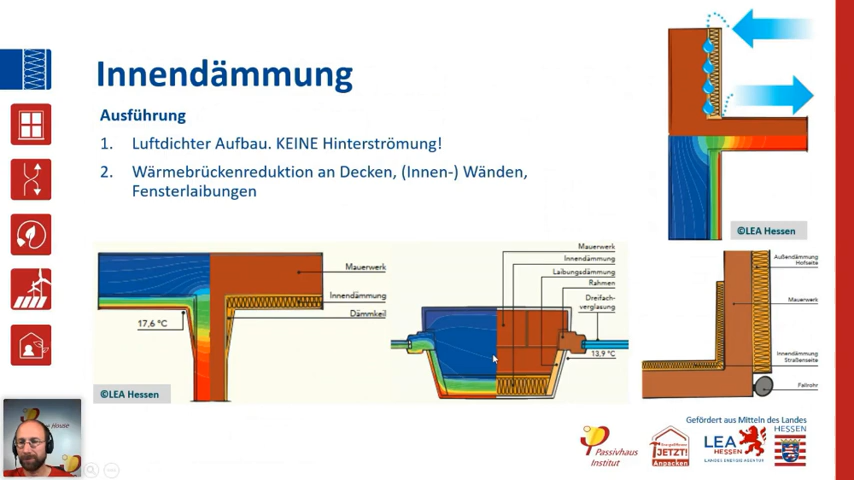 Innendämmung
Ausführung
1. Luftdichter Aufbau. KEINE Hinterströmung!
2. Wärmebrückenreduktion an Decken, (Innen-) Wänden,
Fensterlaibungen
©LEA Hessen
Mauerwerk
Innendämmung
Dämmkeil
17,6 °C
©LEA Hessen
Mauerwerk
Innendämmung
Laibungsdämmung
Rahmen
Dreifach-
verglasung
13,9 °C
Außendämmung
Hofseite
Mauerwerk
Innendämmung
Straßenseite
Fallrohr
Gefördert aus Mitteln des Landes
HESSEN
Passivhaus
Institut
JETZT!
Anpacken
LEA
HESSEN
LANDESENERGIEAGENTUR
HESSEN